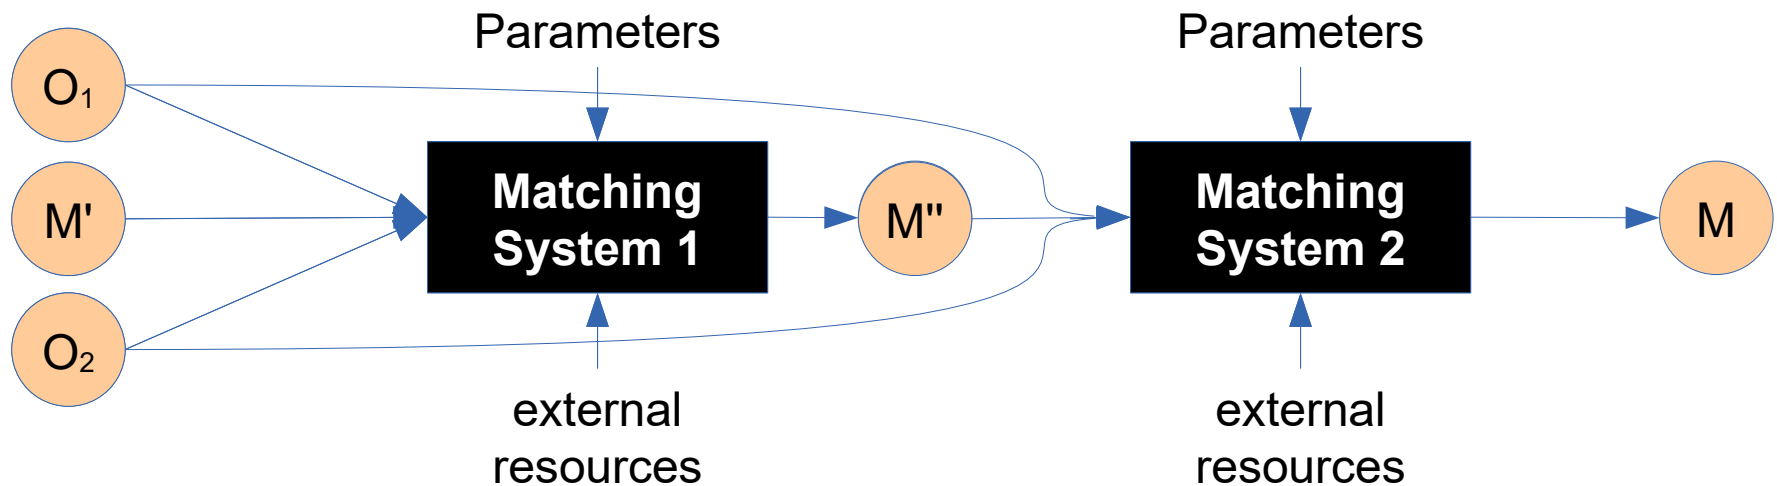 Parameters
Parameters
O₁
M'
O₂
Matching
System 1
M''
Matching
System 2
M
external
resources
external
resources